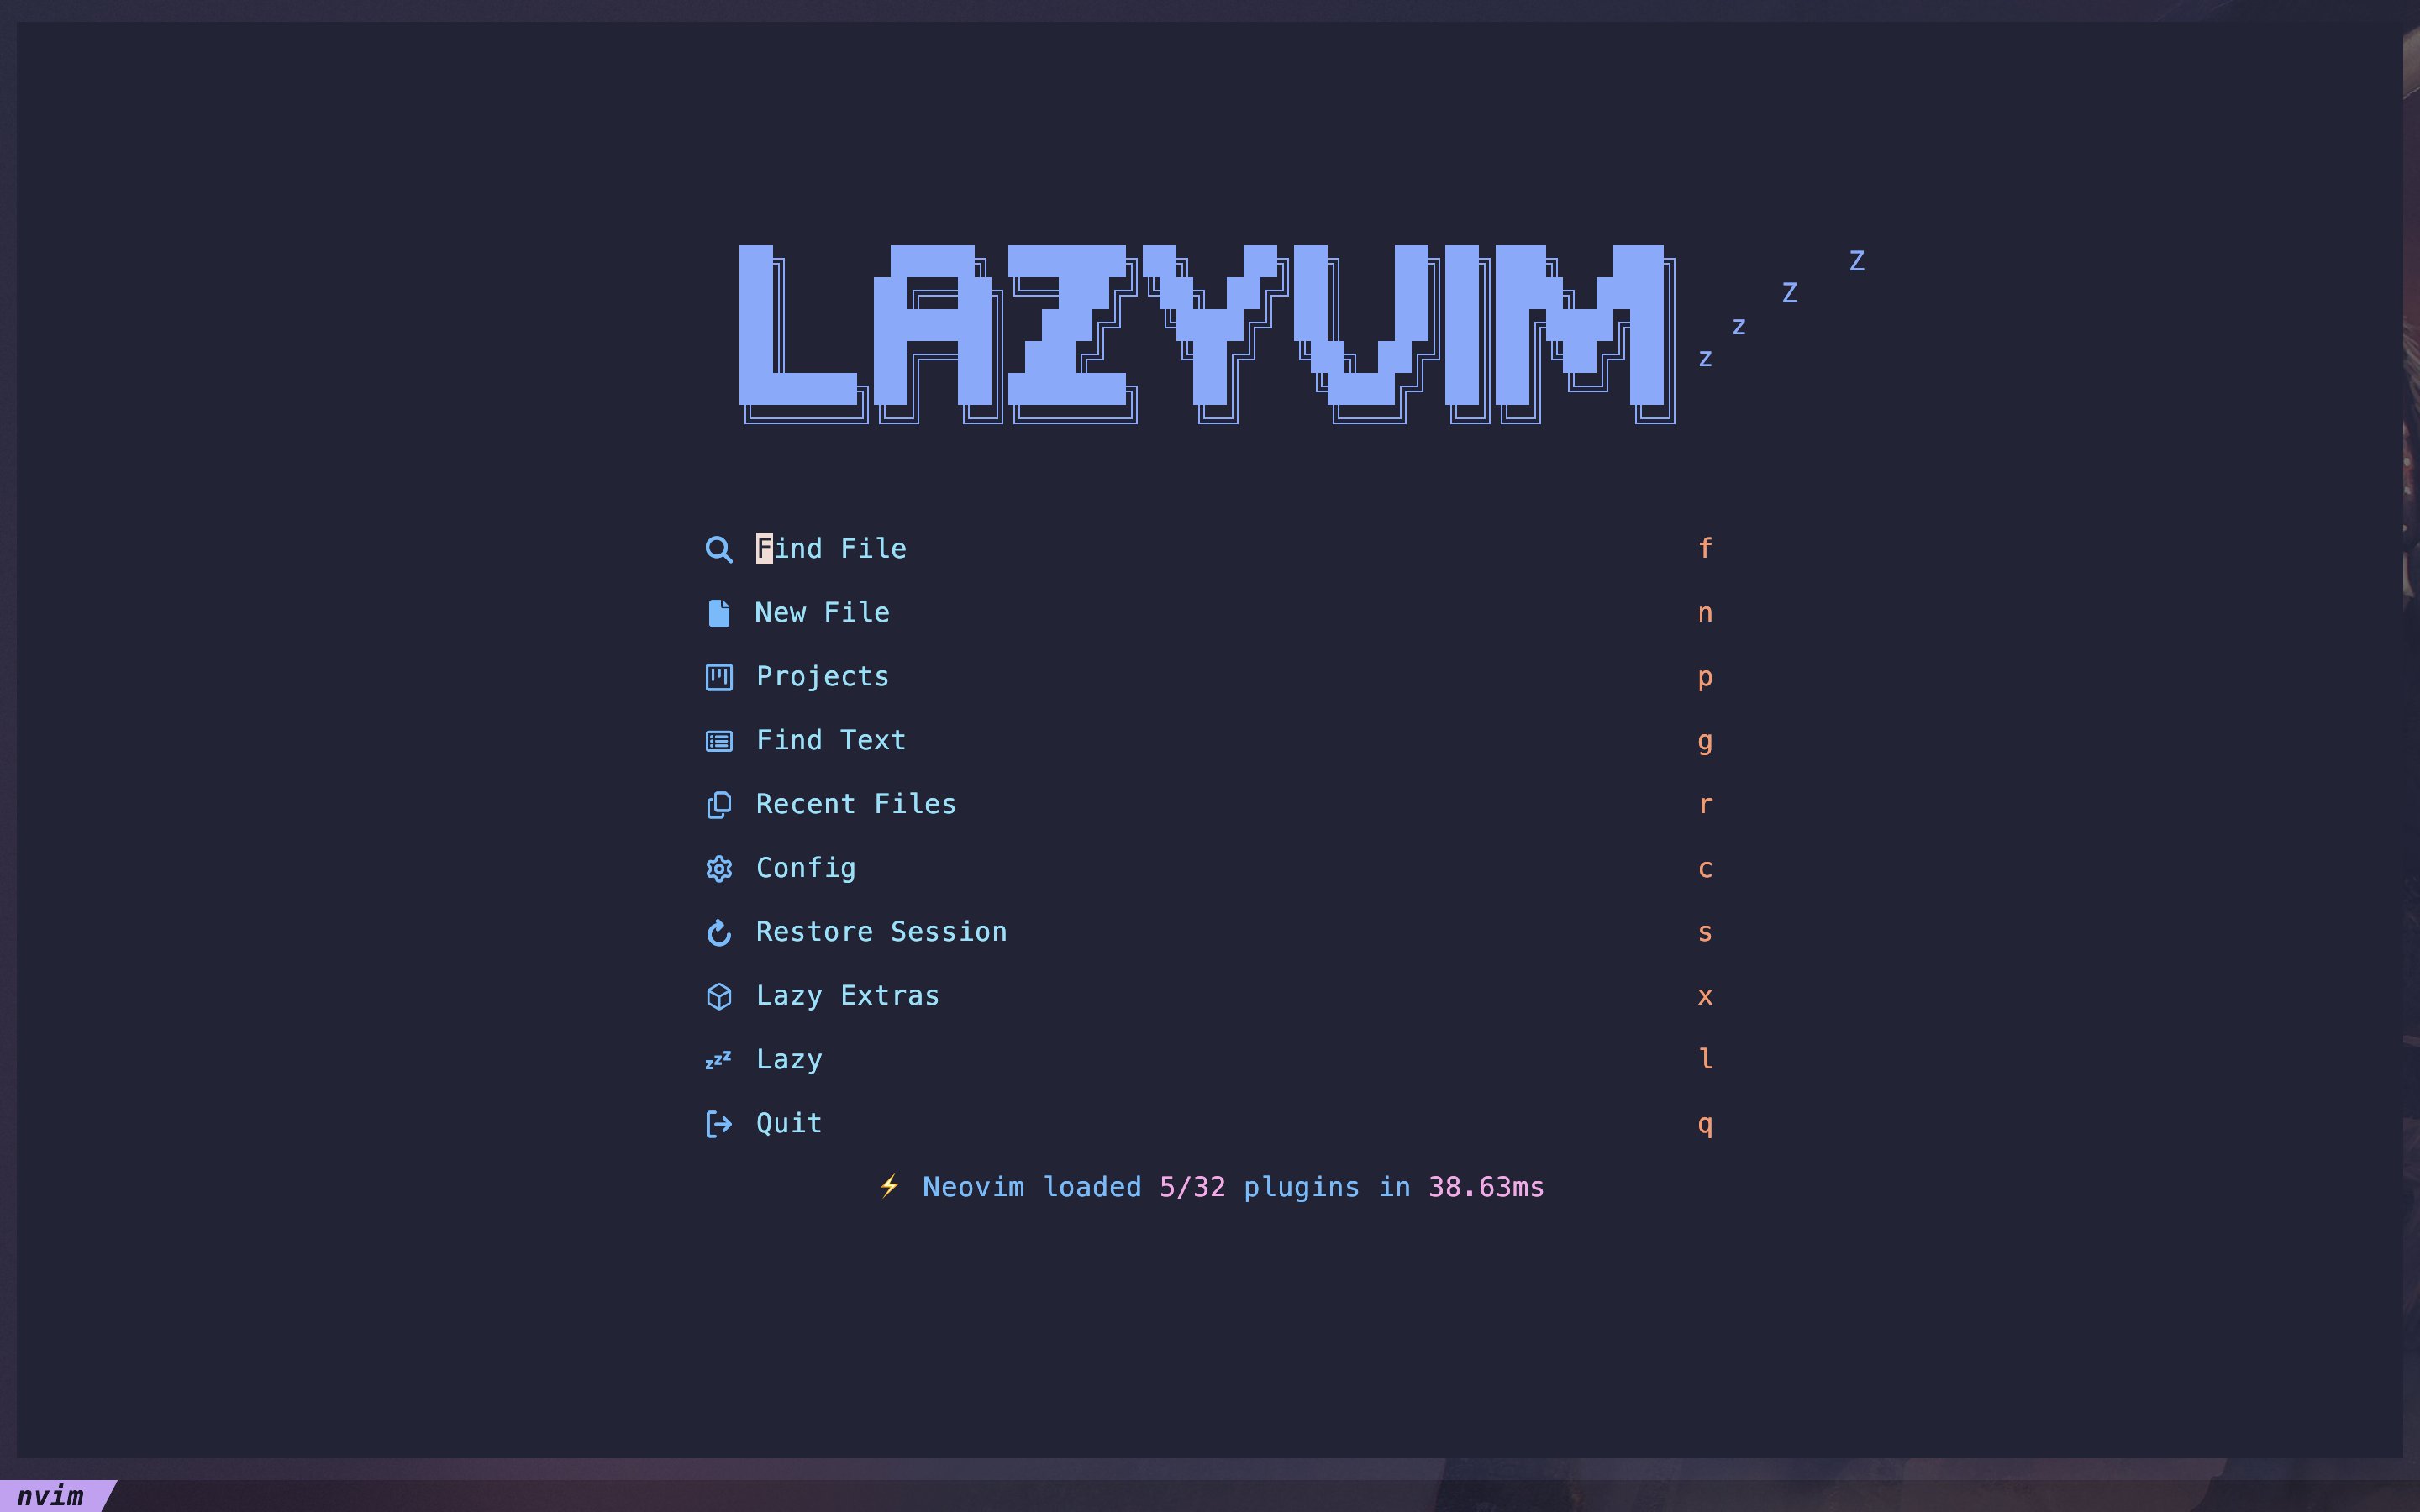 LAZYVIM
Z
Z
z
z
Find File f
New File n
Projects p
Find Text g
Recent Files r
Config c
Restore Session s
Lazy Extras x
zzz Lazy l
Quit q
⚡ Neovim loaded 5/32 plugins in 38.63ms
nvim